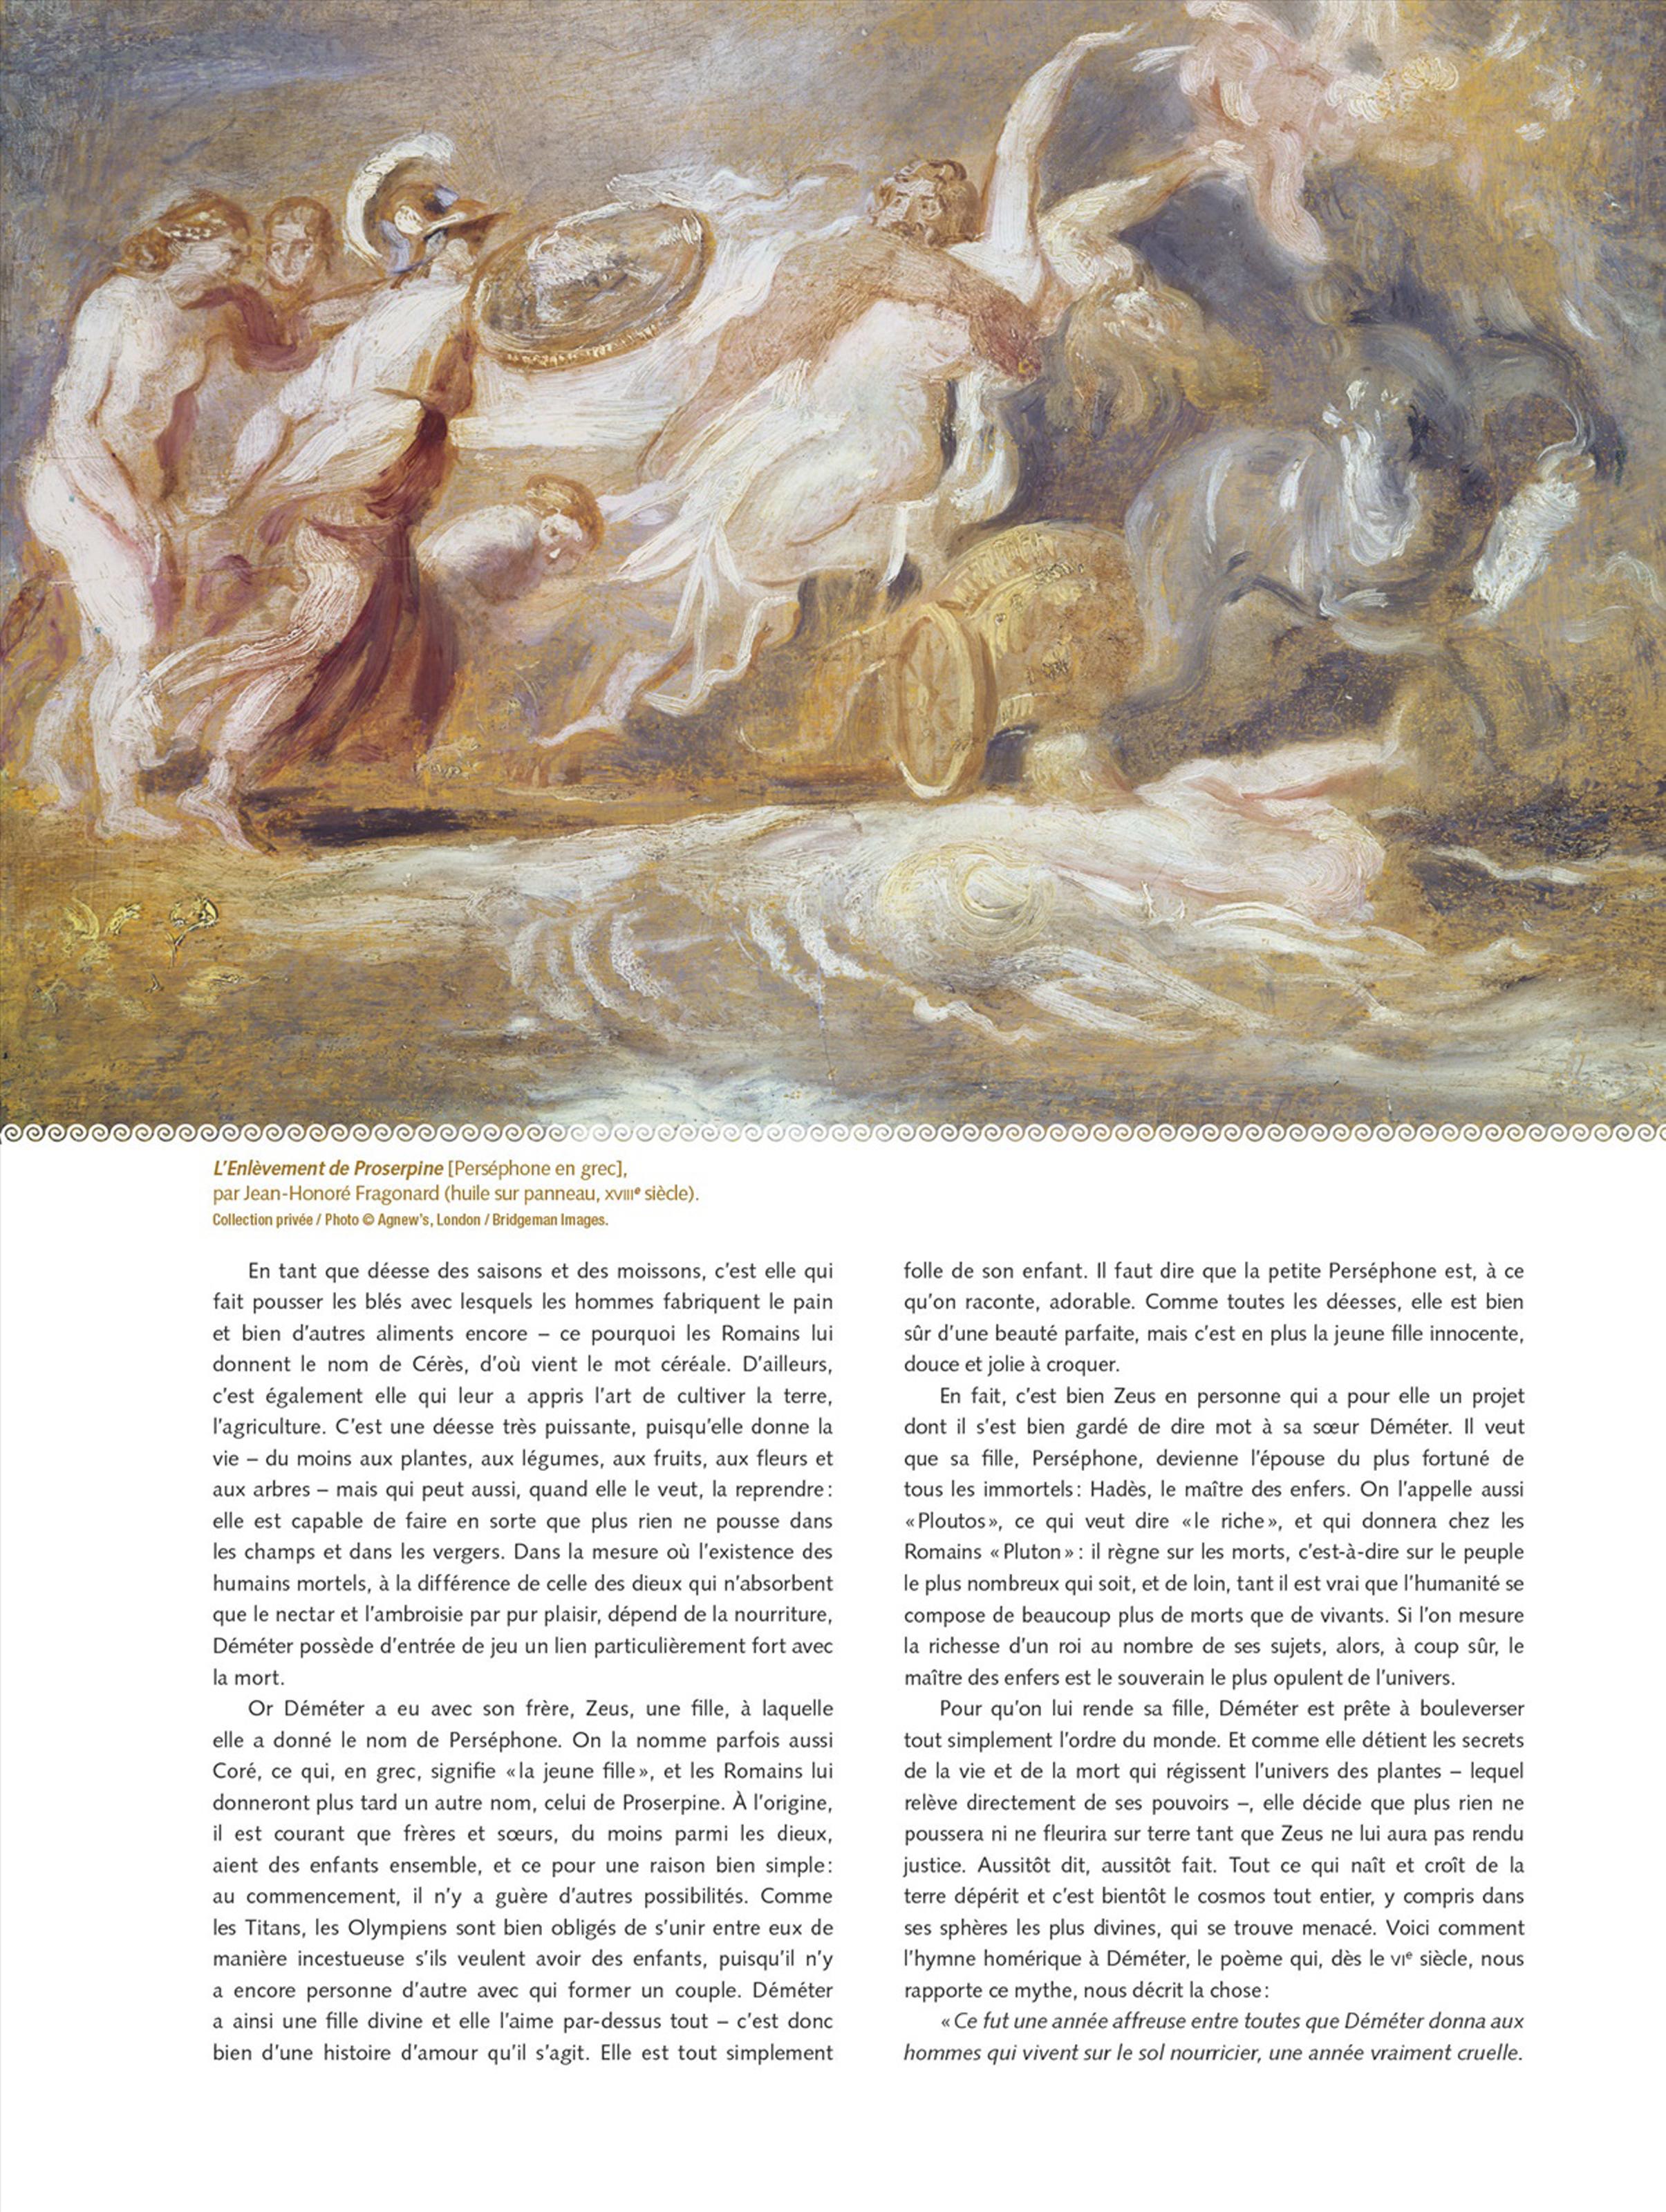 L'Enlèvement de Proserpine [Perséphone en grec],
par Jean-Honoré Fragonard (huile sur panneau, XVIIIe siècle).
Collection privée / Photo © Agnew's, London / Bridgeman Images.
En tant que déesse des saisons et des moissons, c'est elle qui
fait pousser les blés avec lesquels les hommes fabriquent le pain
et bien d'autres aliments encore – ce pourquoi les Romains lui
donnent le nom de Cérès, d'où vient le mot céréale. D'ailleurs,
c'est également elle qui leur a appris l'art de cultiver la terre,
l'agriculture. C'est une déesse très puissante, puisqu'elle donne la
vie – du moins aux plantes, aux légumes, aux fruits, aux fleurs et
aux arbres – mais qui peut aussi, quand elle le veut, la reprendre :
elle est capable de faire en sorte que plus rien ne pousse dans
les champs et dans les vergers. Dans la mesure où l'existence des
humains mortels, à la différence de celle des dieux qui n'absorbent
que le nectar et l'ambroisie par pur plaisir, dépend de la nourriture,
Déméter possède d'entrée de jeu un lien particulièrement fort avec
la mort.
Or Déméter a eu avec son frère, Zeus, une fille, à laquelle
elle a donné le nom de Perséphone. On la nomme parfois aussi
Coré, ce qui, en grec, signifie « la jeune fille », et les Romains lui
donneront plus tard un autre nom, celui de Proserpine. À l'origine,
il est courant que frères et sœurs, du moins parmi les dieux,
aient des enfants ensemble, et ce pour une raison bien simple :
au commencement, il n'y a guère d'autres possibilités. Comme
les Titans, les Olympiens sont bien obligés de s'unir entre eux de
manière incestueuse s'ils veulent avoir des enfants, puisqu'il n'y
a encore personne d'autre avec qui former un couple. Déméter
a ainsi une fille divine et elle l'aime par-dessus tout – c'est donc
bien d'une histoire d'amour qu'il s'agit. Elle est tout simplement
folle de son enfant. Il faut dire que la petite Perséphone est, à ce
qu'on raconte, adorable. Comme toutes les déesses, elle est bien
sûr d'une beauté parfaite, mais c'est en plus la jeune fille innocente,
douce et jolie à croquer.
En fait, c'est bien Zeus en personne qui a pour elle un projet
dont il s'est bien gardé de dire mot à sa sœur Déméter. Il veut
que sa fille, Perséphone, devienne l'épouse du plus fortuné de
tous les immortels : Hadès, le maître des enfers. On l'appelle aussi
« Ploutos », ce qui veut dire « le riche », et qui donnera chez les
Romains « Pluton » : il règne sur les morts, c'est-à-dire sur le peuple
le plus nombreux qui soit, et de loin, tant il est vrai que l'humanité se
compose de beaucoup plus de morts que de vivants. Si l'on mesure
la richesse d'un roi au nombre de ses sujets, alors, à coup sûr, le
maître des enfers est le souverain le plus opulent de l'univers.
Pour qu'on lui rende sa fille, Déméter est prête à bouleverser
tout simplement l'ordre du monde. Et comme elle détient les secrets
de la vie et de la mort qui régissent l'univers des plantes – lequel
relève directement de ses pouvoirs –, elle décide que plus rien ne
poussera ni ne fleurira sur terre tant que Zeus ne lui aura pas rendu
justice. Aussitôt dit, aussitôt fait. Tout ce qui naît et croît de la
terre dépérit et c'est bientôt le cosmos tout entier, y compris dans
ses sphères les plus divines, qui se trouve menacé. Voici comment
l'hymne homérique à Déméter, le poème qui, dès le VIe siècle, nous
rapporte ce mythe, nous décrit la chose :
« Ce fut une année affreuse entre toutes que Déméter donna aux
hommes qui vivent sur le sol nourricier, une année vraiment cruelle.